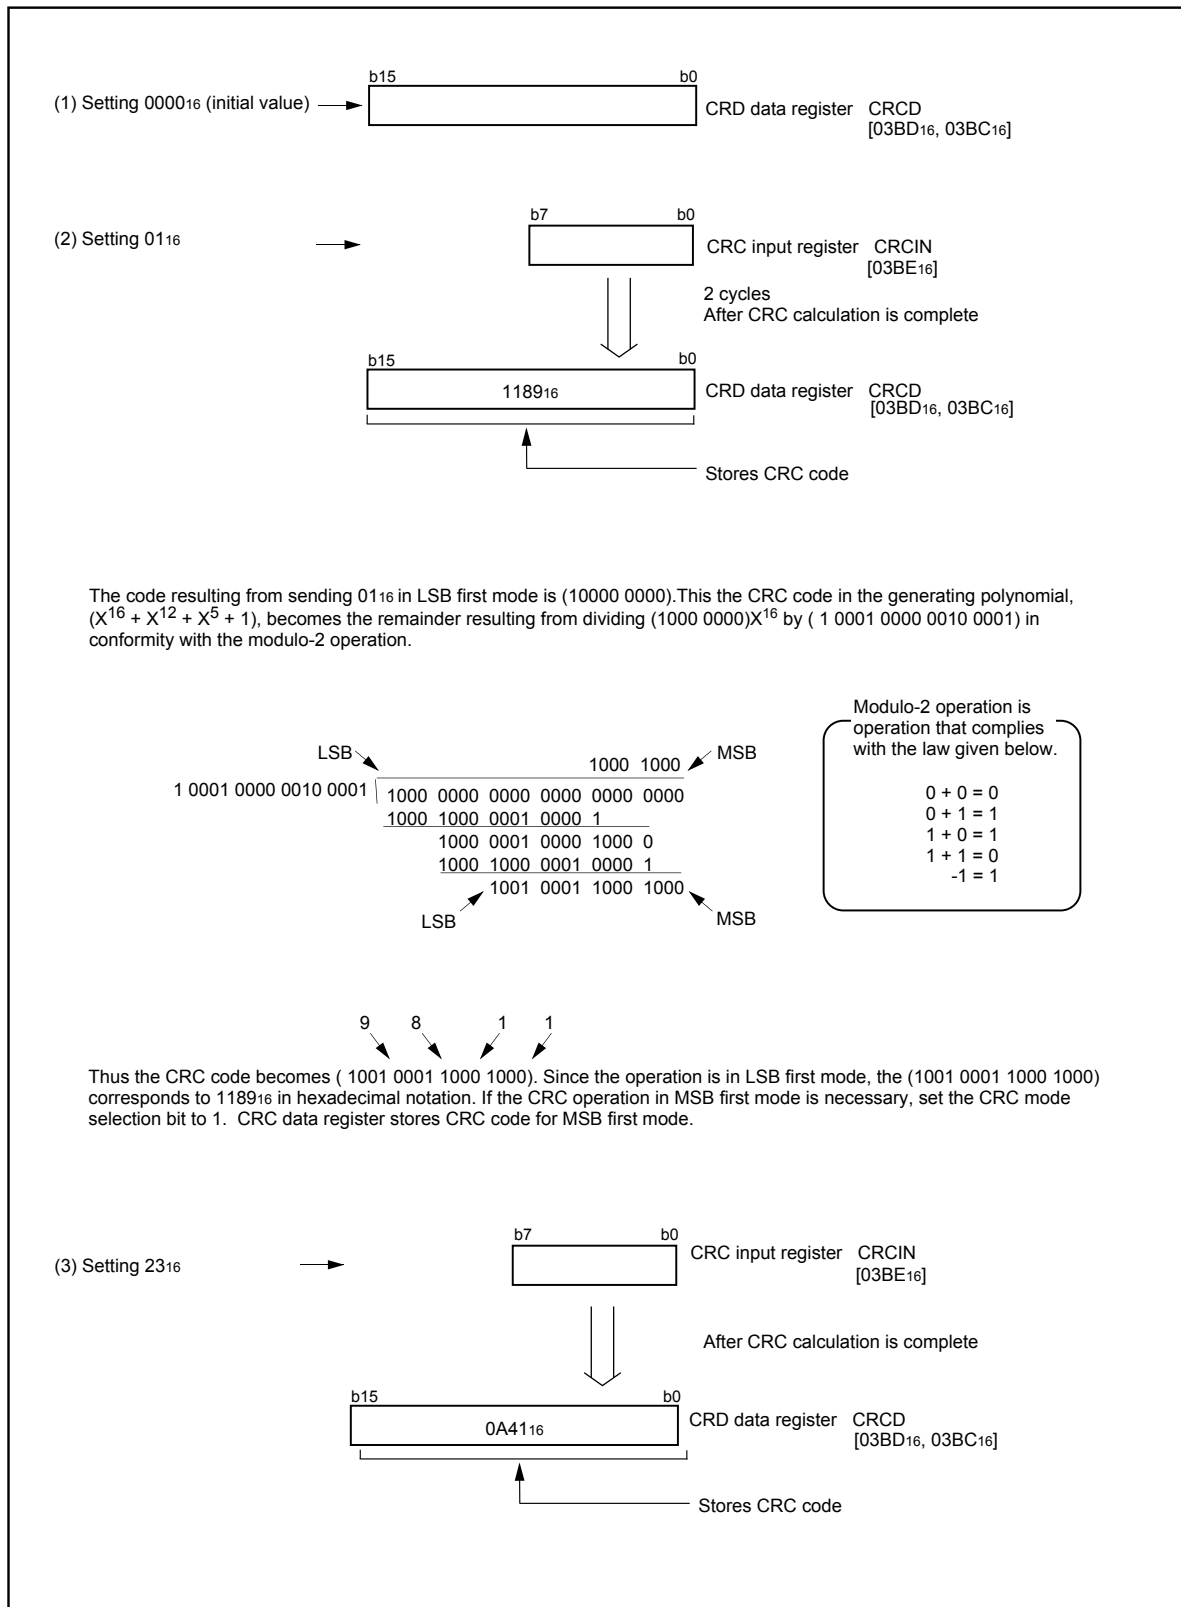 b15 b0
(1) Setting 0000₁₆ (initial value)
CRD data register CRCD
[03BD₁₆, 03BC₁₆]
b7 b0
(2) Setting 01₁₆
CRC input register CRCIN
[03BE₁₆]
2 cycles
After CRC calculation is complete
b15 b0
1189₁₆
CRD data register CRCD
[03BD₁₆, 03BC₁₆]
Stores CRC code
The code resulting from sending 01₁₆ in LSB first mode is (10000 0000).This the CRC code in the generating polynomial,
(X¹⁶ + X¹² + X⁵ + 1), becomes the remainder resulting from dividing (1000 0000)X¹⁶ by ( 1 0001 0000 0010 0001) in
conformity with the modulo-2 operation.
LSB
1000 1000
MSB
1 0001 0000 0010 0001
1000 0000 0000 0000 0000 0000
1000 1000 0001 0000 1
1000 0001 0000 1000 0
1000 1000 0001 0000 1
1001 0001 1000 1000
LSB
MSB
Modulo-2 operation is
operation that complies
with the law given below.
0 + 0 = 0
0 + 1 = 1
1 + 0 = 1
1 + 1 = 0
-1 = 1
9 8 1 1
Thus the CRC code becomes ( 1001 0001 1000 1000). Since the operation is in LSB first mode, the (1001 0001 1000 1000)
corresponds to 1189₁₆ in hexadecimal notation. If the CRC operation in MSB first mode is necessary, set the CRC mode
selection bit to 1. CRC data register stores CRC code for MSB first mode.
b7 b0
(3) Setting 23₁₆
CRC input register CRCIN
[03BE₁₆]
After CRC calculation is complete
b15 b0
0A41₁₆
CRD data register CRCD
[03BD₁₆, 03BC₁₆]
Stores CRC code